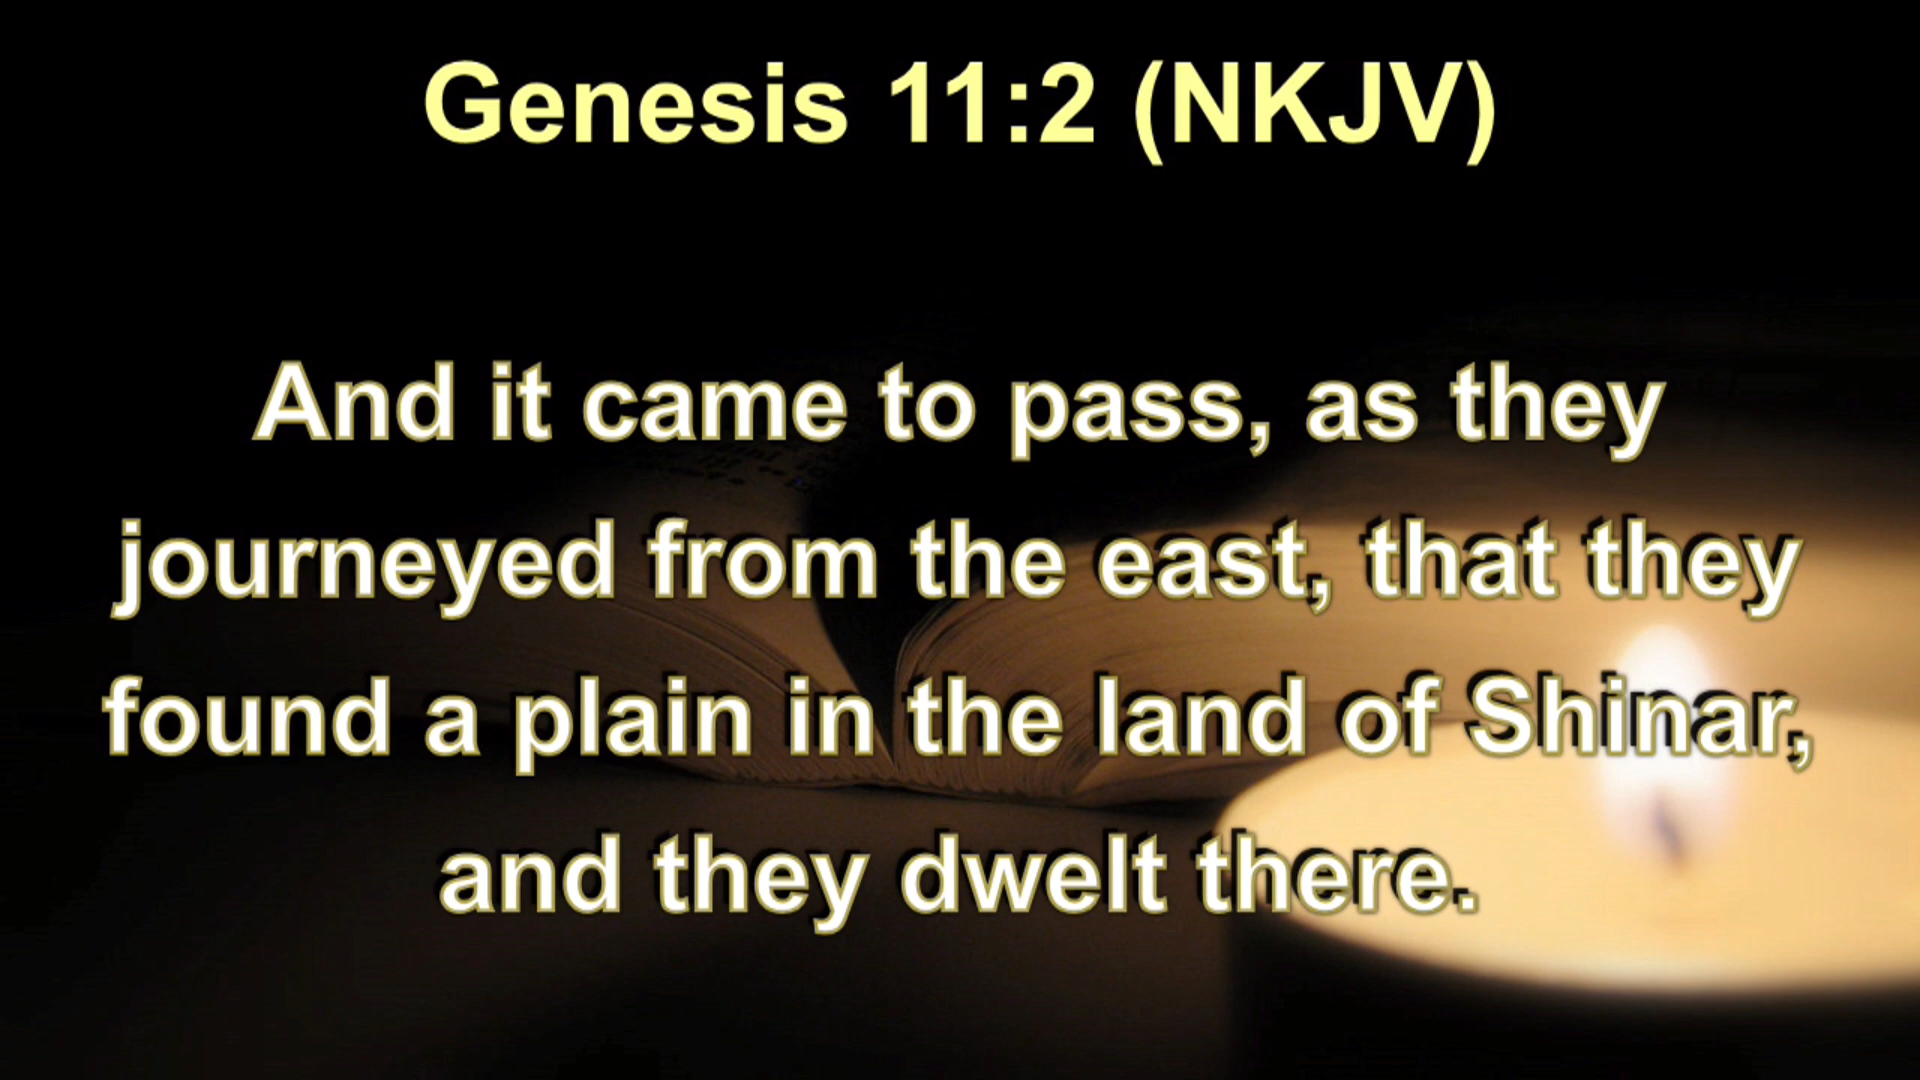 Genesis 11:2 (NKJV)
And it came to pass, as they
journeyed from the east, that they
found a plain in the land of Shinar,
and they dwelt there.